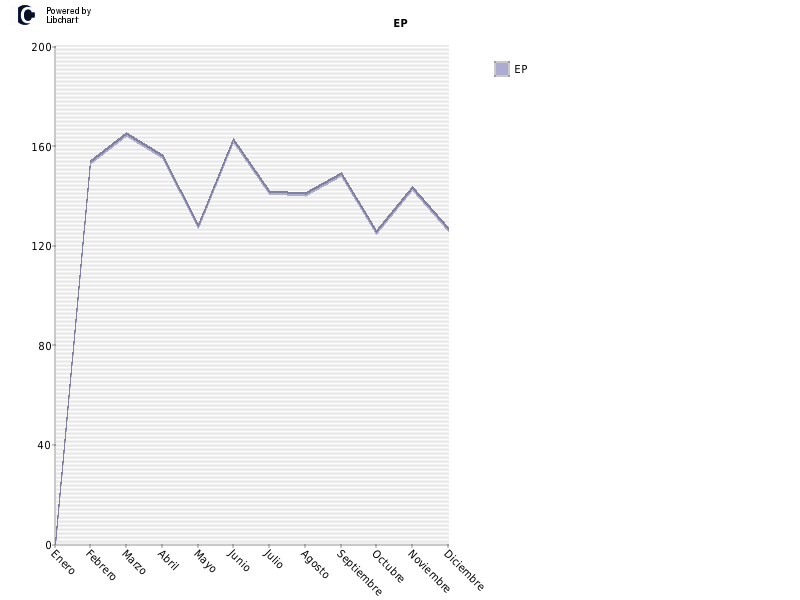 Powered by
Libchart
EP
EP
200
160
120
80
40
0
Enero
Febrero
Marzo
Abril
Mayo
Junio
Julio
Agosto
Septiembre
Octubre
Noviembre
Diciembre